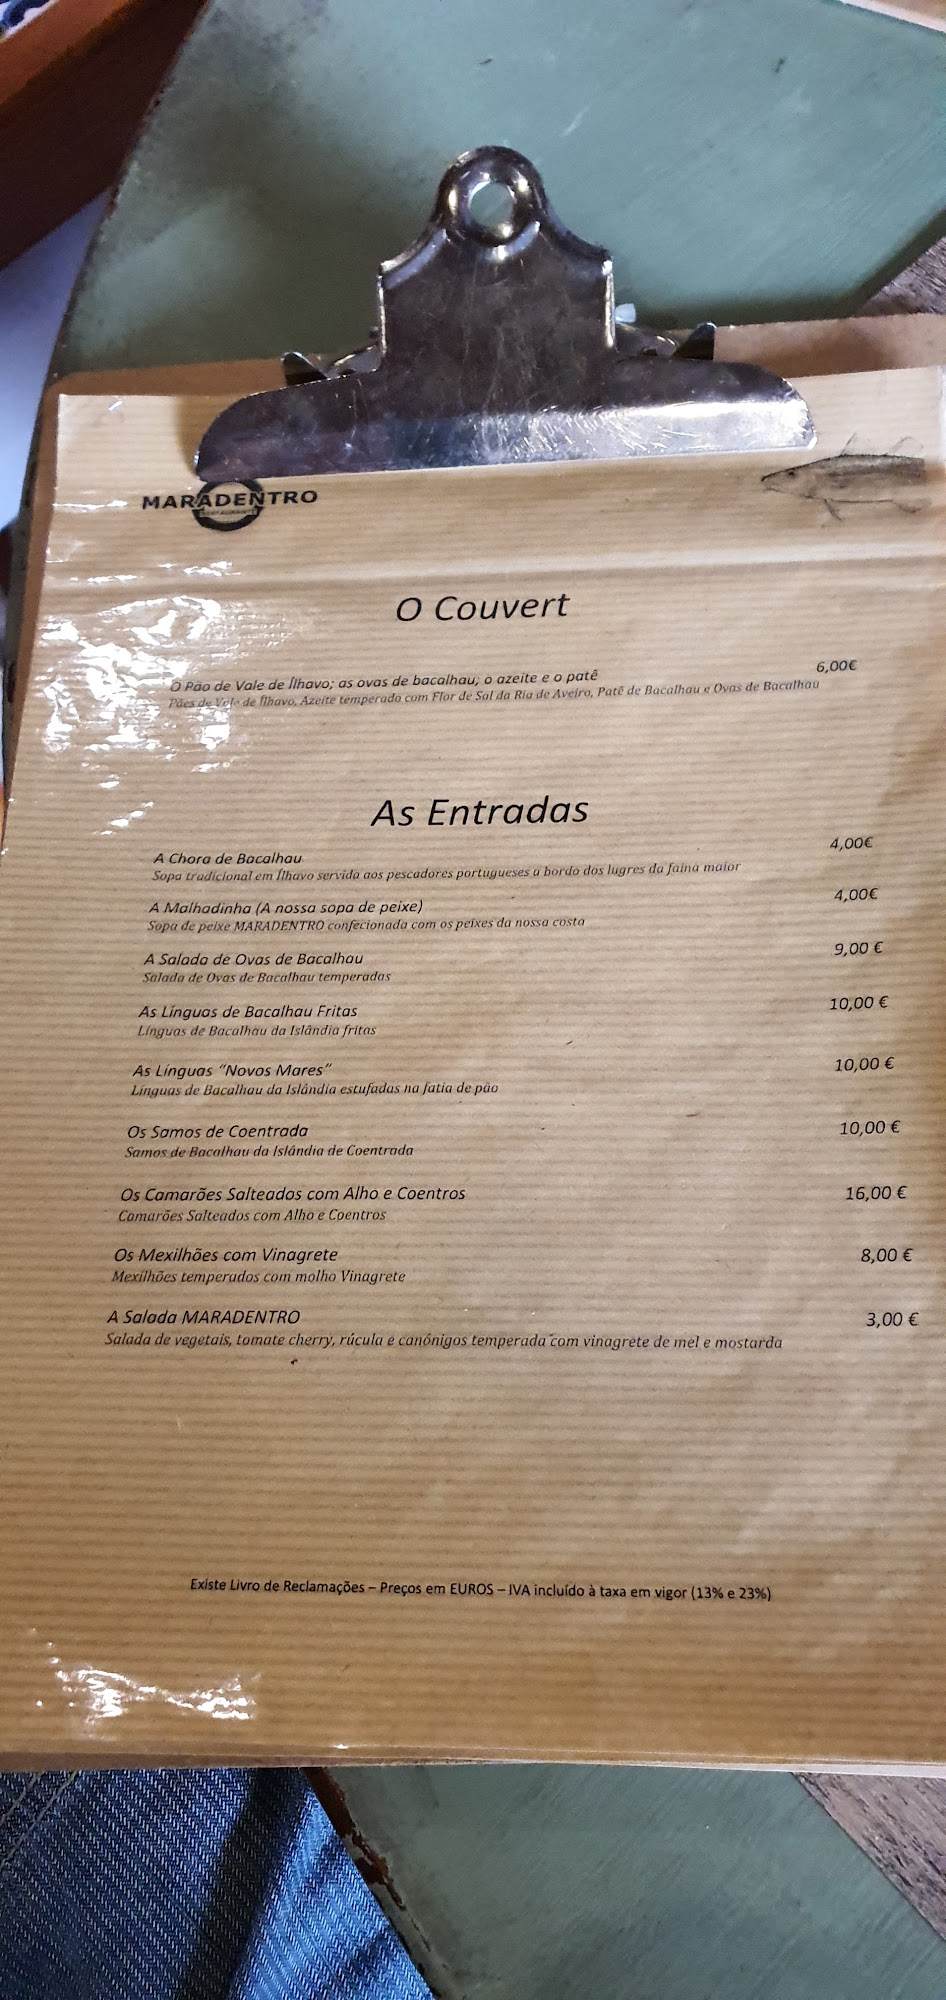 MARADENTRO
RESTAURANTE
O Couvert
O Pão de Vale de Ílhavo; as ovas de bacalhau; o azeite e o patê 6,00€
Pães de Vale de Ílhavo, Azeite temperado com Flor de Sal da Ria de Aveiro, Patê de Bacalhau e Ovas de Bacalhau
As Entradas
A Chora de Bacalhau 4,00€
Sopa tradicional em Ílhavo servida aos pescadores portugueses a bordo dos lugres da faina maior
A Malhadinha (A nossa sopa de peixe) 4,00€
Sopa de peixe MARADENTRO confecionada com os peixes da nossa costa
A Salada de Ovas de Bacalhau 9,00 €
Salada de Ovas de Bacalhau temperadas
As Línguas de Bacalhau Fritas 10,00 €
Línguas de Bacalhau da Islândia fritas
As Línguas "Novos Mares" 10,00 €
Línguas de Bacalhau da Islândia estufadas na fatia de pão
Os Samos de Coentrada 10,00 €
Samos de Bacalhau da Islândia de Coentrada
Os Camarões Salteados com Alho e Coentros 16,00 €
Camarões Salteados com Alho e Coentros
Os Mexilhões com Vinagrete 8,00 €
Mexilhões temperados com molho Vinagrete
A Salada MARADENTRO 3,00 €
Salada de vegetais, tomate cherry, rúcula e canónigos temperada com vinagrete de mel e mostarda
Existe Livro de Reclamações – Preços em EUROS – IVA incluído à taxa em vigor (13% e 23%)